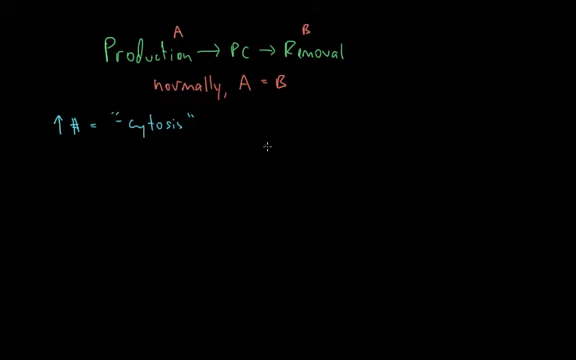 A B
Production → PC → Removal
normally, A = B
↑ # = "-cytosis"